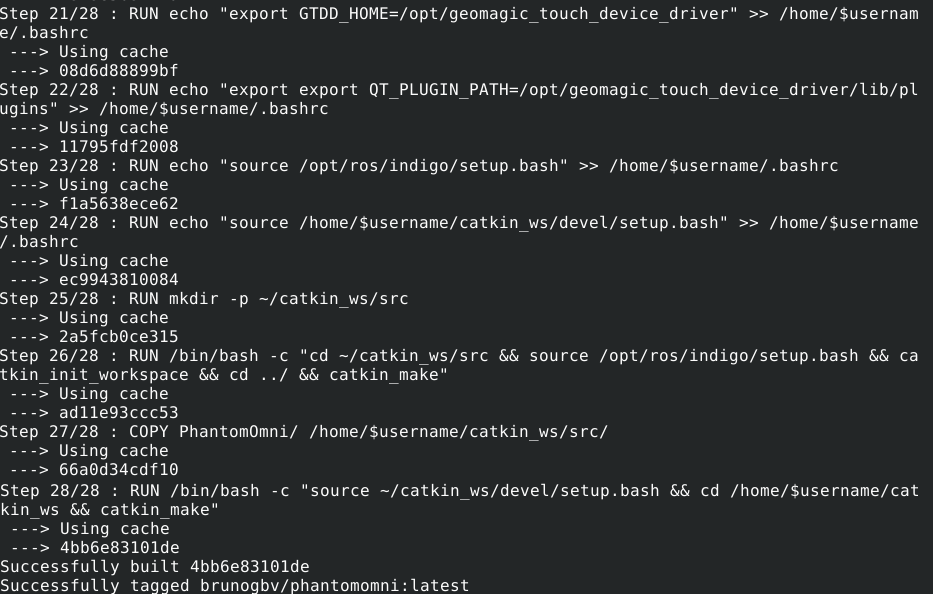 Step 21/28 : RUN echo "export GTDD_HOME=/opt/geomagic_touch_device_driver" >> /home/$usernam
e/.bashrc
 ---> Using cache
 ---> 08d6d88899bf
Step 22/28 : RUN echo "export export QT_PLUGIN_PATH=/opt/geomagic_touch_device_driver/lib/pl
ugins" >> /home/$username/.bashrc
 ---> Using cache
 ---> 11795fdf2008
Step 23/28 : RUN echo "source /opt/ros/indigo/setup.bash" >> /home/$username/.bashrc
 ---> Using cache
 ---> f1a5638ece62
Step 24/28 : RUN echo "source /home/$username/catkin_ws/devel/setup.bash" >> /home/$username
/.bashrc
 ---> Using cache
 ---> ec9943810084
Step 25/28 : RUN mkdir -p ~/catkin_ws/src
 ---> Using cache
 ---> 2a5fcb0ce315
Step 26/28 : RUN /bin/bash -c "cd ~/catkin_ws/src && source /opt/ros/indigo/setup.bash && ca
tkin_init_workspace && cd ../ && catkin_make"
 ---> Using cache
 ---> ad11e93ccc53
Step 27/28 : COPY PhantomOmni/ /home/$username/catkin_ws/src/
 ---> Using cache
 ---> 66a0d34cdf10
Step 28/28 : RUN /bin/bash -c "source ~/catkin_ws/devel/setup.bash && cd /home/$username/cat
kin_ws && catkin_make"
 ---> Using cache
 ---> 4bb6e83101de
Successfully built 4bb6e83101de
Successfully tagged brunogbv/phantomomni:latest